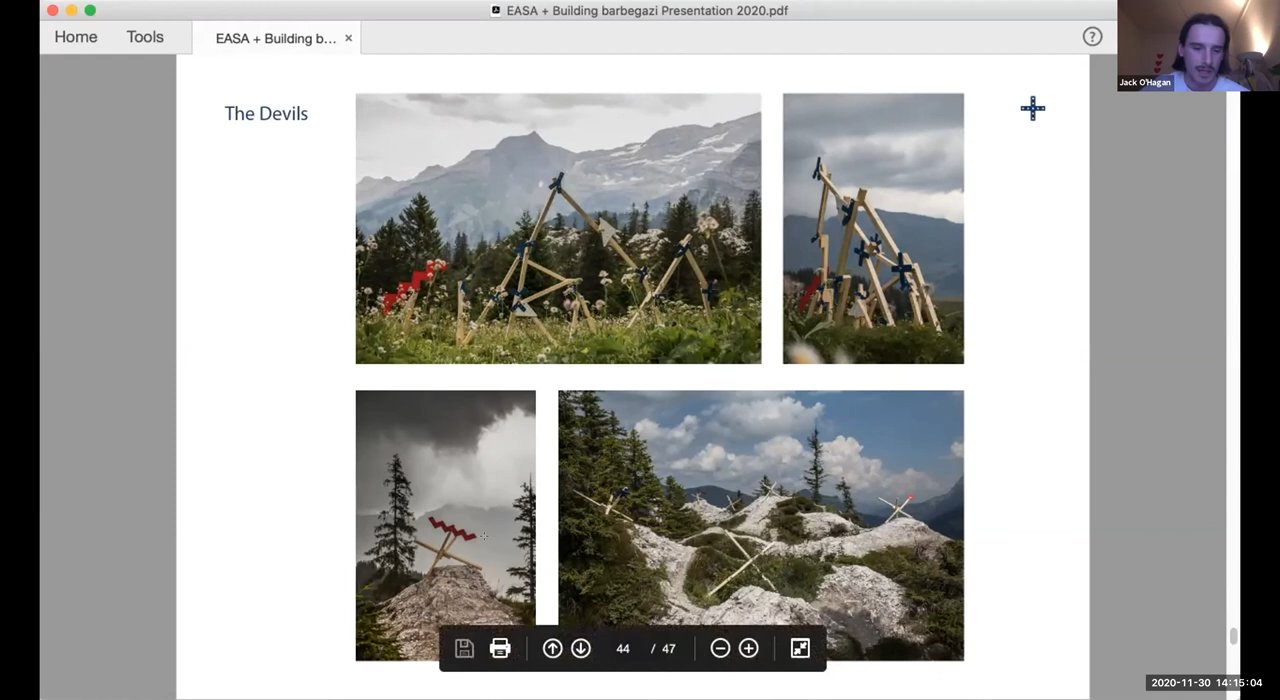 EASA + Building barbegazi Presentation 2020.pdf
Home Tools EASA + Building b... × ?
Jack O'Hagan
The Devils
44 / 47
2020-11-30 14:15:04